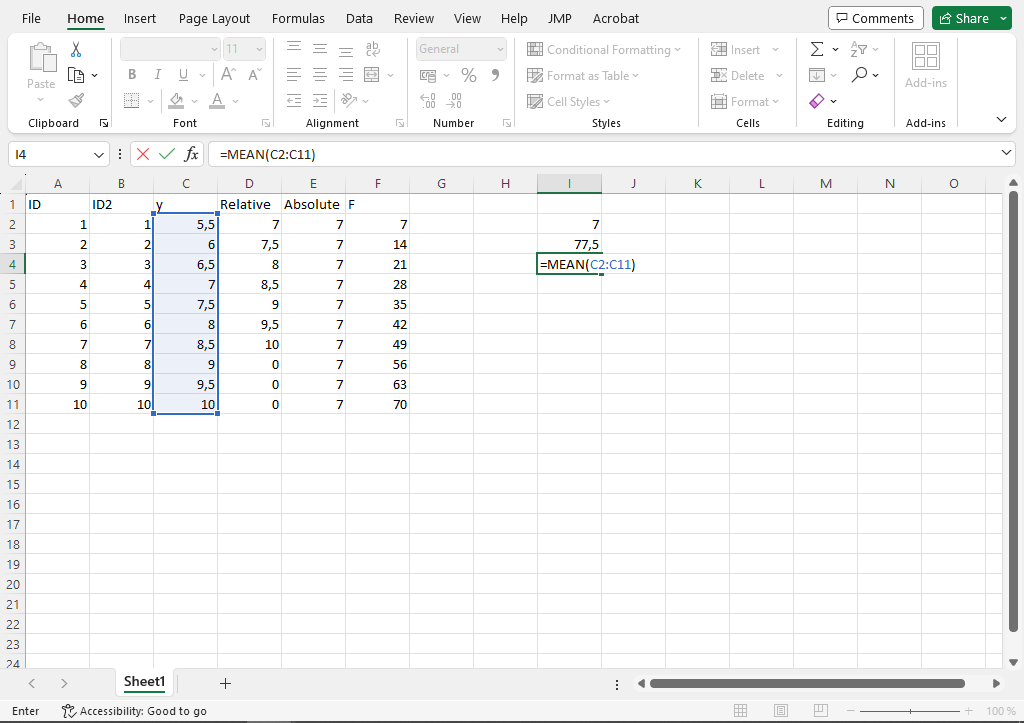 File Home Insert Page Layout Formulas Data Review View Help JMP Acrobat Comments Share
Paste 11 ab General % Conditional Formatting Insert Σ
B I U A A Format as Table Delete Add-ins
A Cell Styles Format
Clipboard Font Alignment Number Styles Cells Editing Add-ins
I4 fx =MEAN(C2:C11)
A B C D E F G H I J K L M N O
1 ID ID2 y Relative Absolute F
2 1 1 5,5 7 7 7 7
3 2 2 6 7,5 7 14 77,5
4 3 3 6,5 8 7 21 =MEAN(C2:C11)
5 4 4 7 8,5 7 28
6 5 5 7,5 9 7 35
7 6 6 8 9,5 7 42
8 7 7 8,5 10 7 49
9 8 8 9 0 7 56
10 9 9 9,5 0 7 63
11 10 10 10 0 7 70
12
13
14
15
16
17
18
19
20
21
22
23
24
Sheet1
Enter Accessibility: Good to go 100 %